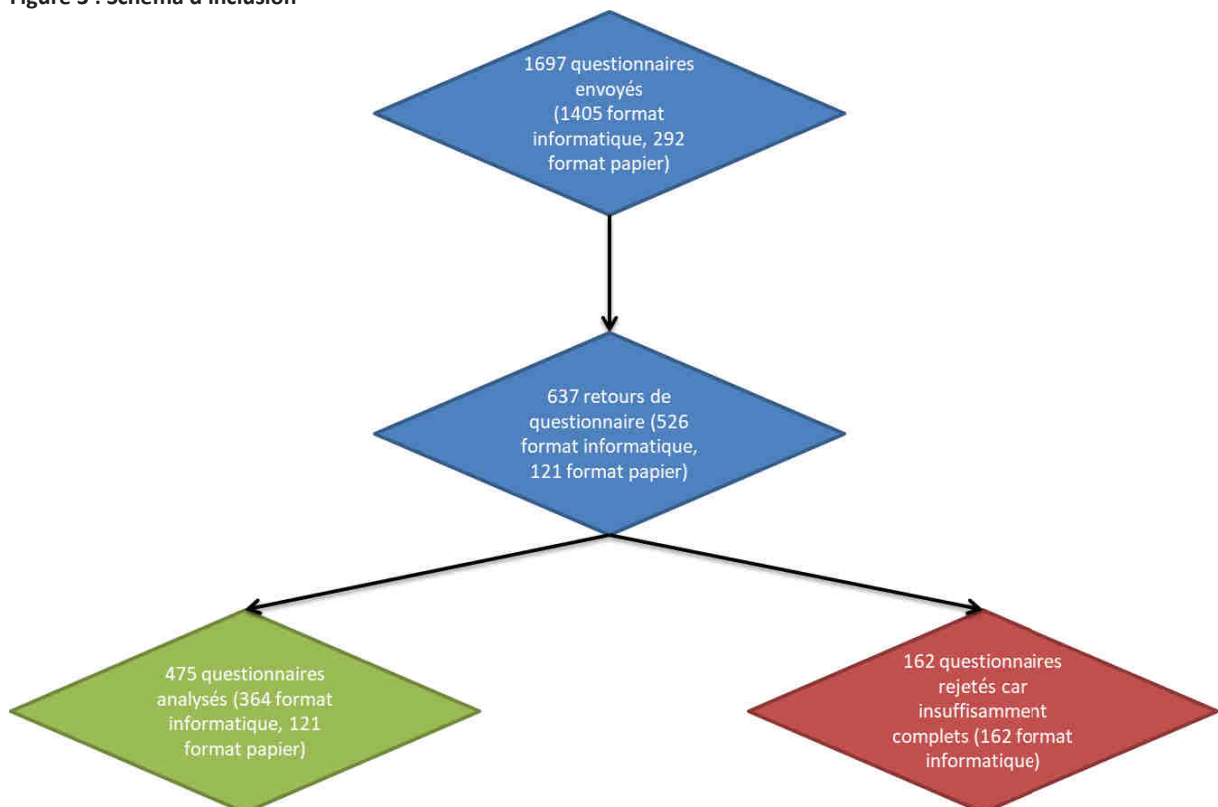 Figure 3 : Schéma d'inclusion
1697 questionnaires
envoyés
(1405 format
informatique, 292
format papier)
637 retours de
questionnaire (526
format informatique,
121 format papier)
475 questionnaires
analysés (364 format
informatique, 121
format papier)
162 questionnaires
rejetés car
insuffisamment
complets (162 format
informatique)